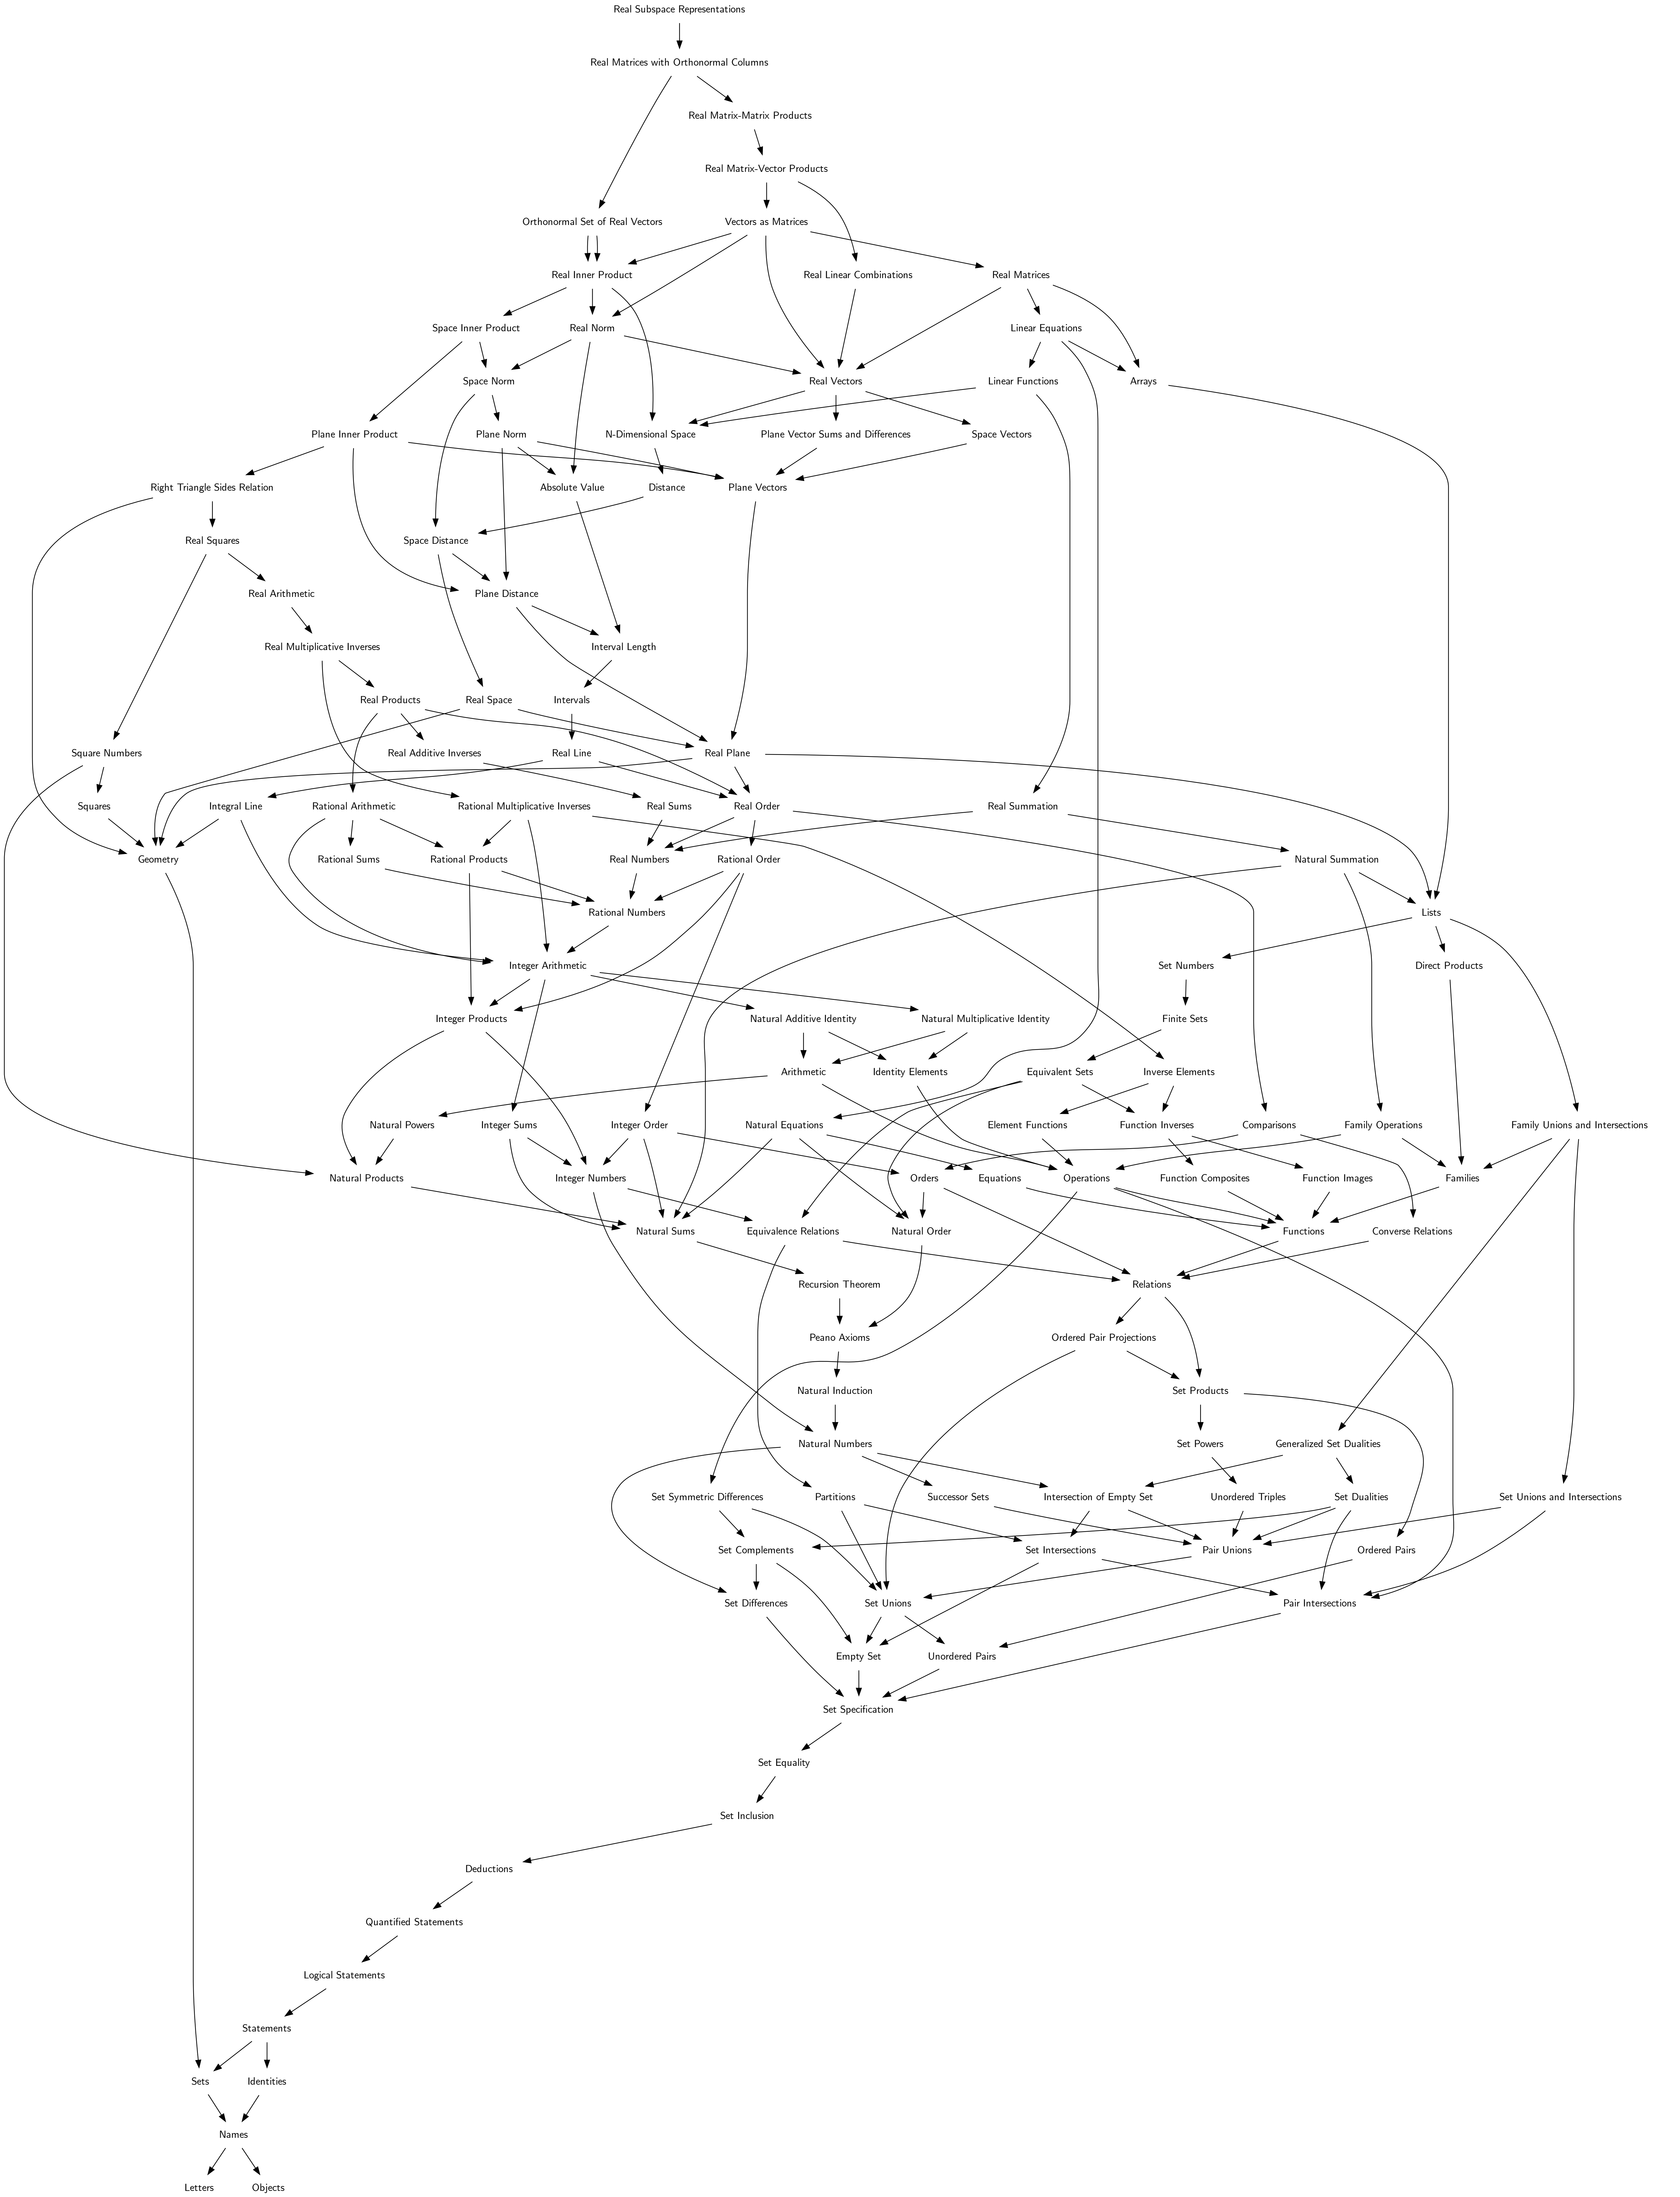 Real Subspace Representations
Real Matrices with Orthonormal Columns
Real Matrix-Matrix Products
Real Matrix-Vector Products
Orthonormal Set of Real Vectors
Vectors as Matrices
Real Inner Product
Real Linear Combinations
Real Matrices
Space Inner Product
Real Norm
Linear Equations
Space Norm
Real Vectors
Linear Functions
Arrays
Plane Inner Product
Plane Norm
N-Dimensional Space
Plane Vector Sums and Differences
Space Vectors
Right Triangle Sides Relation
Absolute Value
Distance
Plane Vectors
Real Squares
Space Distance
Real Arithmetic
Plane Distance
Real Multiplicative Inverses
Interval Length
Real Products
Real Space
Intervals
Square Numbers
Real Additive Inverses
Real Line
Real Plane
Squares
Integral Line
Rational Arithmetic
Rational Multiplicative Inverses
Real Sums
Real Order
Real Summation
Geometry
Rational Sums
Rational Products
Real Numbers
Rational Order
Natural Summation
Rational Numbers
Lists
Integer Arithmetic
Set Numbers
Direct Products
Integer Products
Natural Additive Identity
Natural Multiplicative Identity
Finite Sets
Arithmetic
Identity Elements
Equivalent Sets
Inverse Elements
Natural Powers
Integer Sums
Integer Order
Natural Equations
Element Functions
Function Inverses
Comparisons
Family Operations
Family Unions and Intersections
Natural Products
Integer Numbers
Orders
Equations
Operations
Function Composites
Function Images
Families
Natural Sums
Equivalence Relations
Natural Order
Functions
Converse Relations
Recursion Theorem
Relations
Peano Axioms
Ordered Pair Projections
Natural Induction
Set Products
Natural Numbers
Set Powers
Generalized Set Dualities
Set Symmetric Differences
Partitions
Successor Sets
Intersection of Empty Set
Unordered Triples
Set Dualities
Set Unions and Intersections
Set Complements
Set Intersections
Pair Unions
Ordered Pairs
Set Differences
Set Unions
Pair Intersections
Empty Set
Unordered Pairs
Set Specification
Set Equality
Set Inclusion
Deductions
Quantified Statements
Logical Statements
Statements
Sets
Identities
Names
Letters
Objects